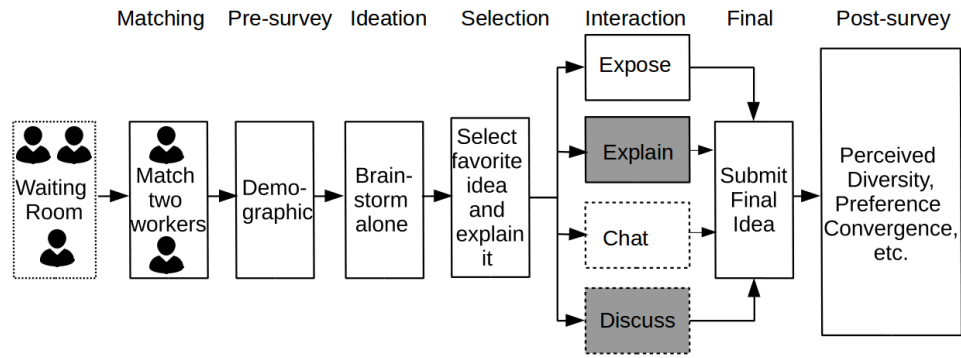 Matching
Pre-survey
Ideation
Selection
Interaction
Final
Post-survey
Waiting
Room
Match
two
workers
Demo-
graphic
Brain-
storm
alone
Select
favorite
idea
and
explain
it
Expose
Explain
Chat
Discuss
Submit
Final
Idea
Perceived
Diversity,
Preference
Convergence,
etc.